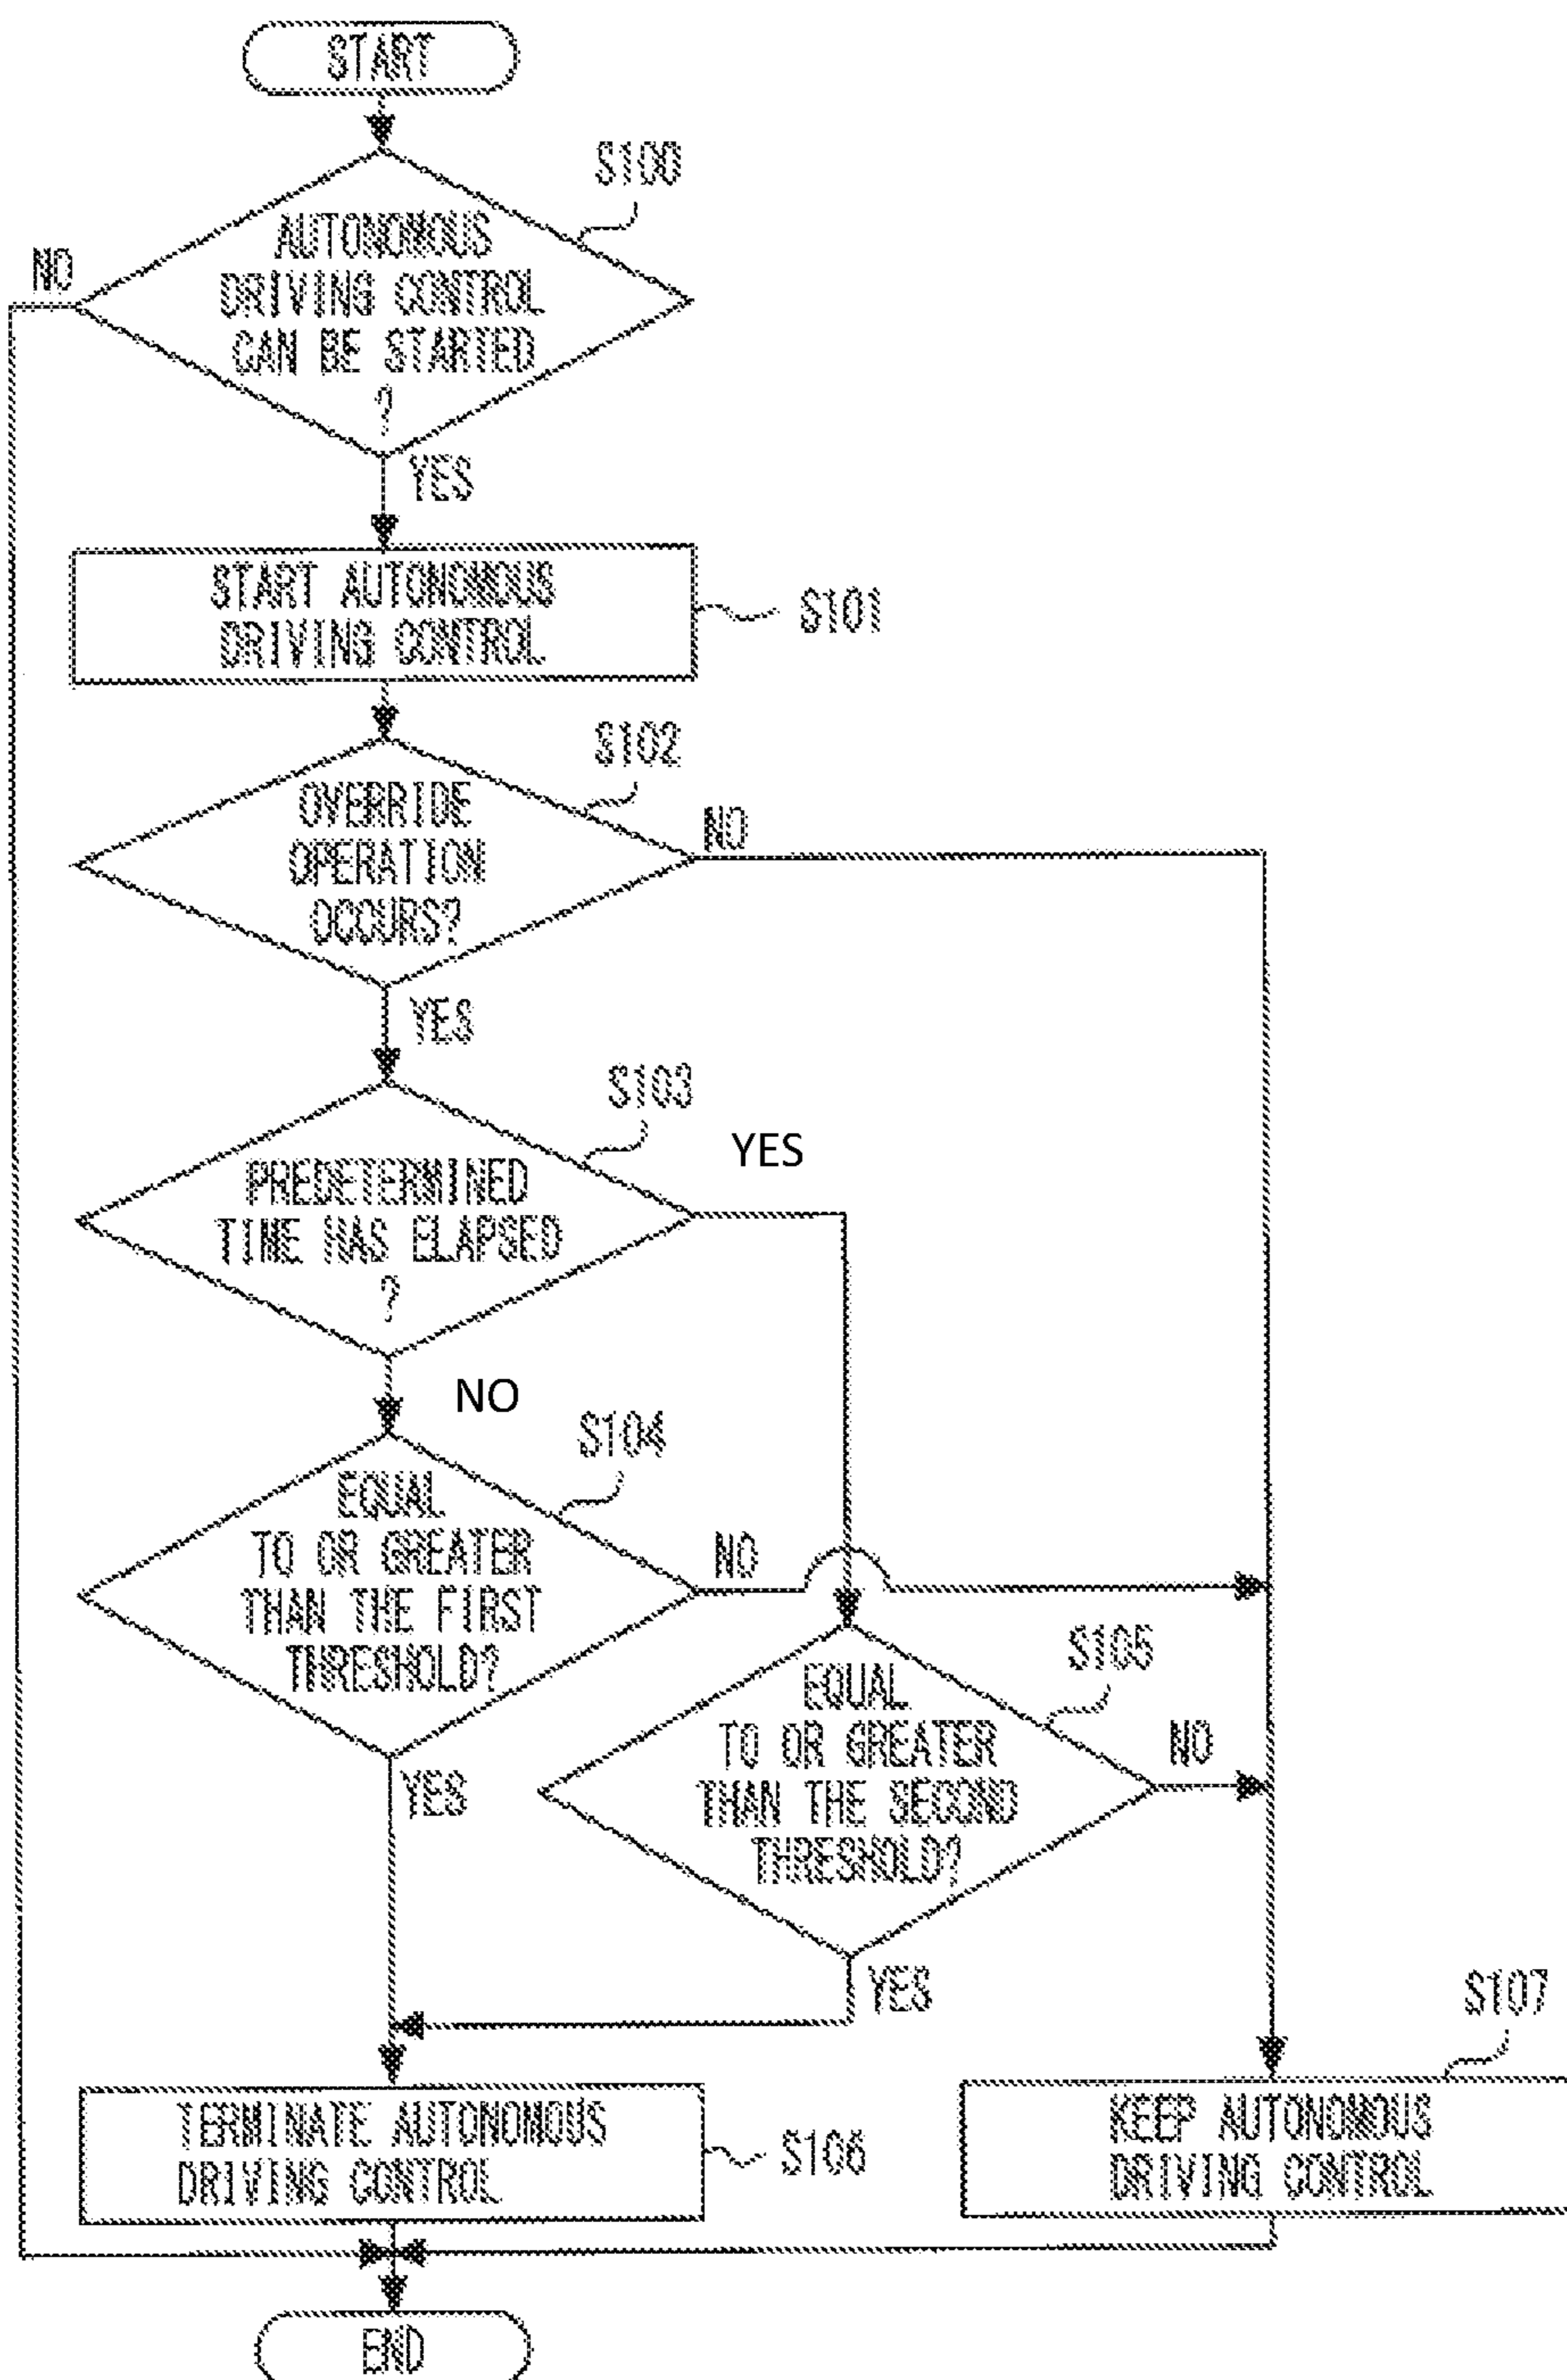 START
S100
AUTONOMOUS
DRIVING CONTROL
CAN BE STARTED
?
NO
YES
START AUTONOMOUS
DRIVING CONTROL
S101
S102
OVERRIDE
OPERATION
OCCURS?
NO
YES
S103
PREDETERMINED
TIME HAS ELAPSED
?
YES
NO
S104
EQUAL
TO OR GREATER
THAN THE FIRST
THRESHOLD?
NO
YES
S105
EQUAL
TO OR GREATER
THAN THE SECOND
THRESHOLD?
NO
YES
TERMINATE AUTONOMOUS
DRIVING CONTROL
S106
S107
KEEP AUTONOMOUS
DRIVING CONTROL
END